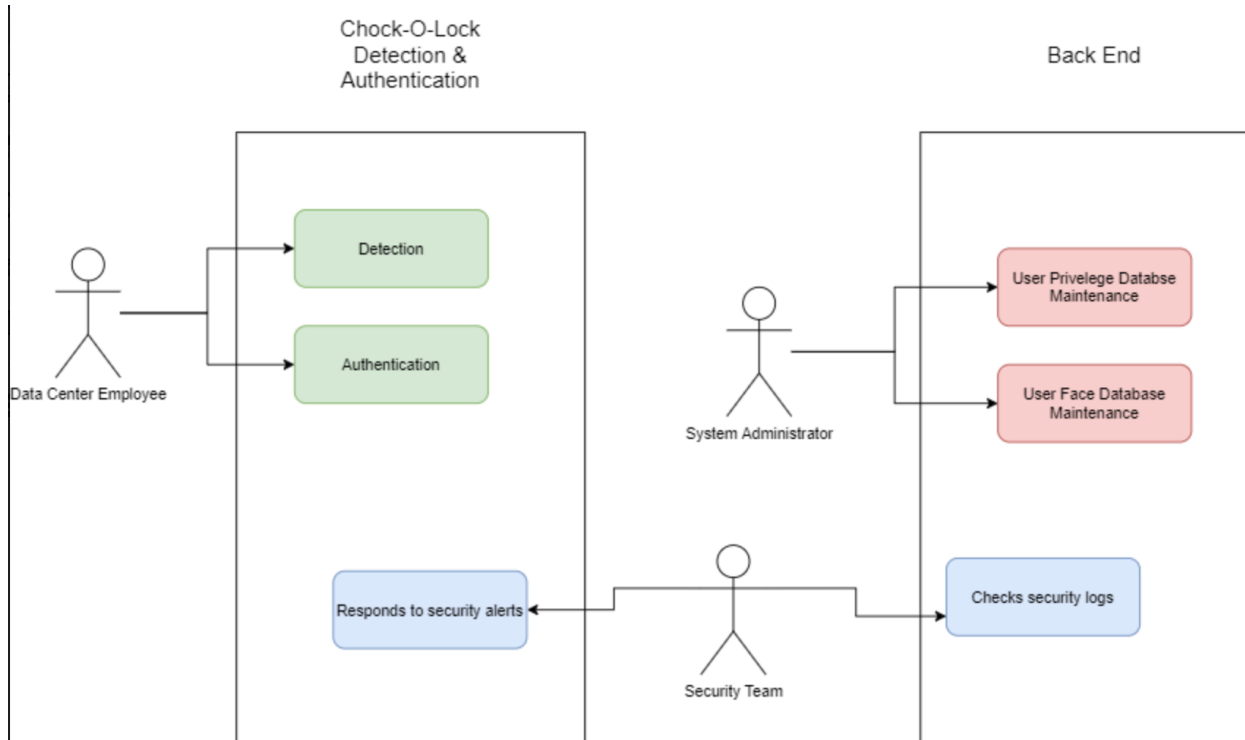 Chock-O-Lock
Detection &
Authentication
Back End
Detection
Authentication
Data Center Employee
User Privelege Databse
Maintenance
User Face Database
Maintenance
System Administrator
Responds to security alerts
Checks security logs
Security Team